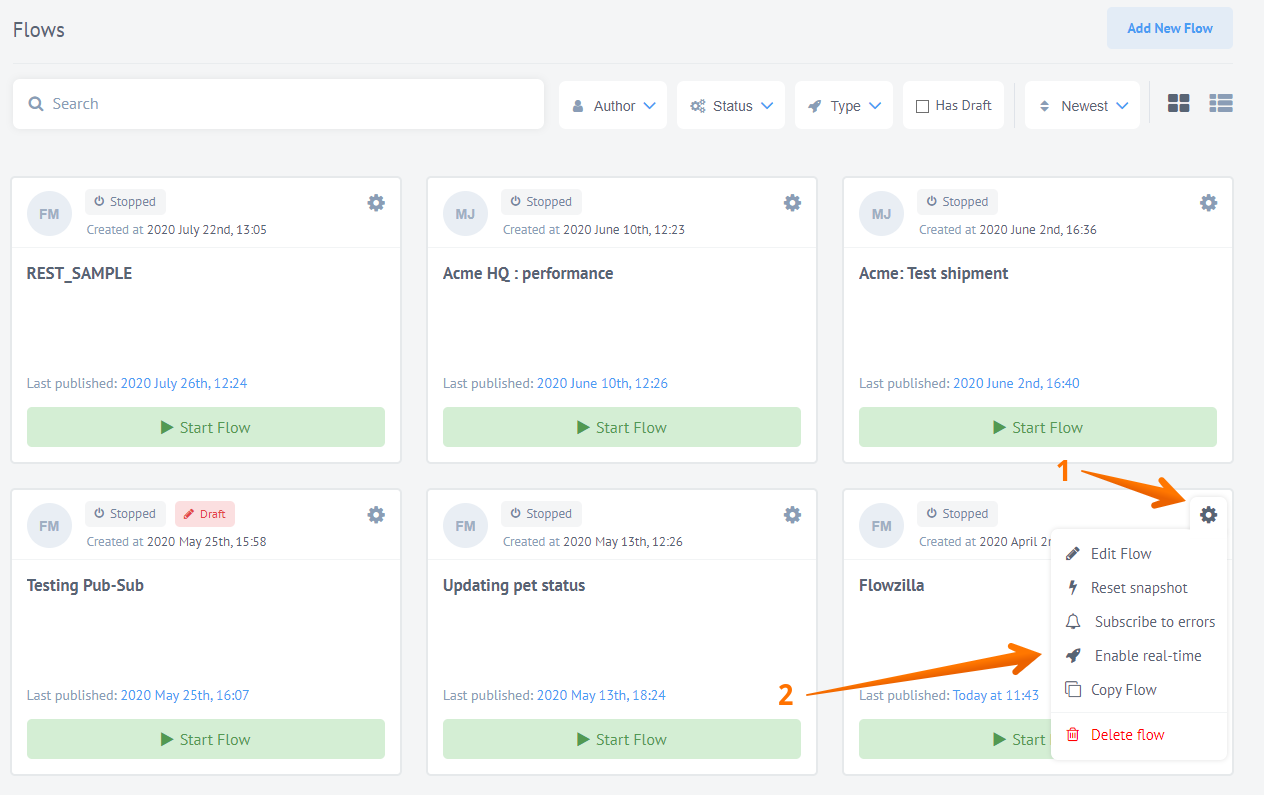 Flows
Add New Flow
Search
Author
Status
Type
Has Draft
Newest
FM
Stopped
Created at 2020 July 22nd, 13:05
REST_SAMPLE
Last published: 2020 July 26th, 12:24
Start Flow
MJ
Stopped
Created at 2020 June 10th, 12:23
Acme HQ : performance
Last published: 2020 June 10th, 12:26
Start Flow
MJ
Stopped
Created at 2020 June 2nd, 16:36
Acme: Test shipment
Last published: 2020 June 2nd, 16:40
Start Flow
FM
Stopped
Draft
Created at 2020 May 25th, 15:58
Testing Pub-Sub
Last published: 2020 May 25th, 16:07
Start Flow
FM
Stopped
Created at 2020 May 13th, 12:26
Updating pet status
Last published: 2020 May 13th, 18:24
Start Flow
1
FM
Stopped
Created at 2020 April
Flowzilla
2
Last published: Today at 11:43
Start
Edit Flow
Reset snapshot
Subscribe to errors
Enable real-time
Copy Flow
Delete flow